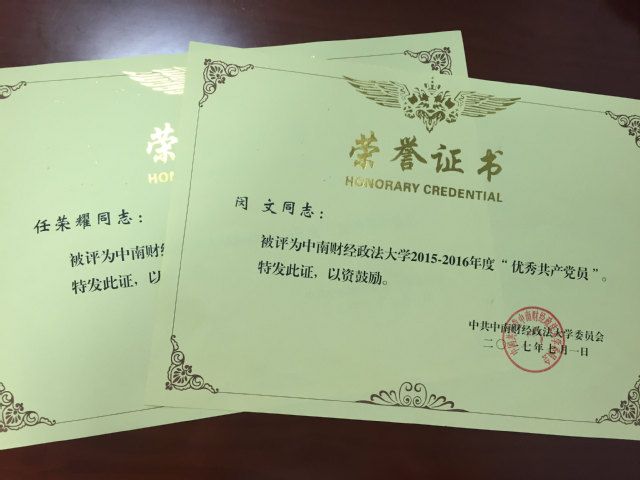 荣
HON
任荣耀同志：
被评为中南财经
特发此证，以
荣誉证书
HONORARY CREDENTIAL
闵 文同志：
被评为中南财经政法大学2015-2016年度“优秀共产党员”。
特发此证，以资鼓励。
中共中南财经政法大学委员会
二〇一七年七月一日